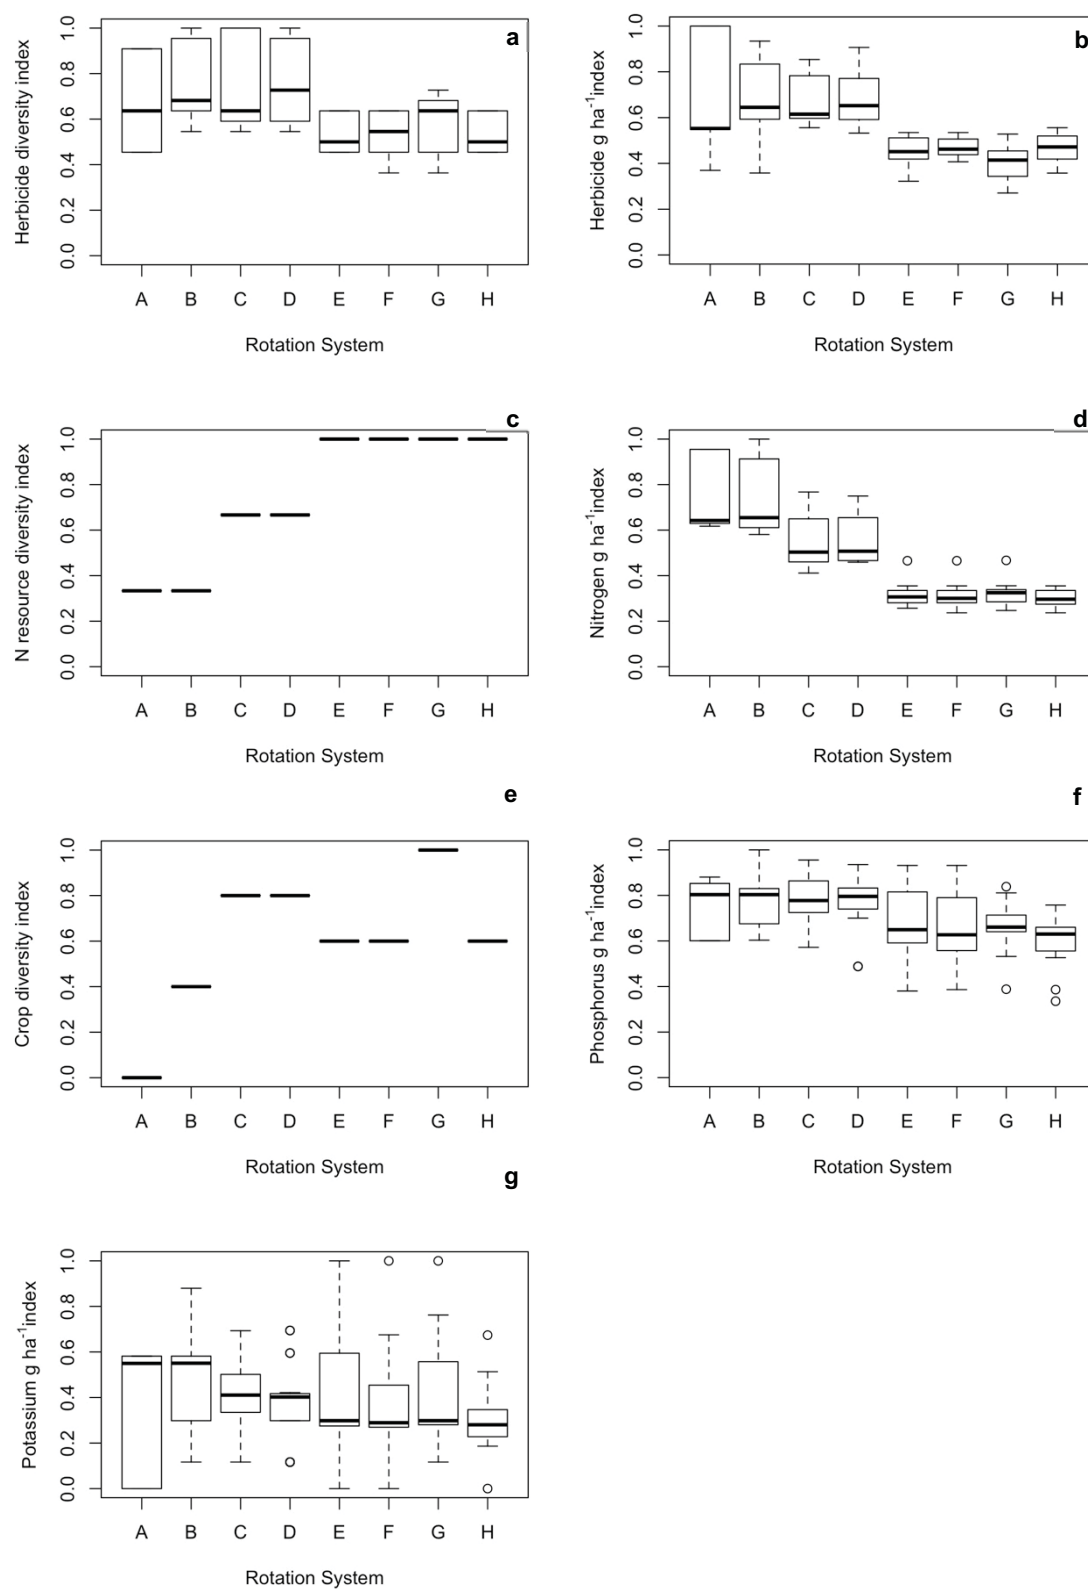 a
Herbicide diversity index
1.0
0.8
0.6
0.4
0.2
0.0
A B C D E F G H
Rotation System
b
Herbicide g ha-1index
1.0
0.8
0.6
0.4
0.2
0.0
A B C D E F G H
Rotation System
c
N resource diversity index
1.0
0.8
0.6
0.4
0.2
0.0
A B C D E F G H
Rotation System
d
Nitrogen g ha-1index
1.0
0.8
0.6
0.4
0.2
0.0
A B C D E F G H
Rotation System
e
Crop diversity index
1.0
0.8
0.6
0.4
0.2
0.0
A B C D E F G H
Rotation System
f
Phosphorus g ha-1index
1.0
0.8
0.6
0.4
0.2
0.0
A B C D E F G H
Rotation System
g
Potassium g ha-1index
1.0
0.8
0.6
0.4
0.2
0.0
A B C D E F G H
Rotation System